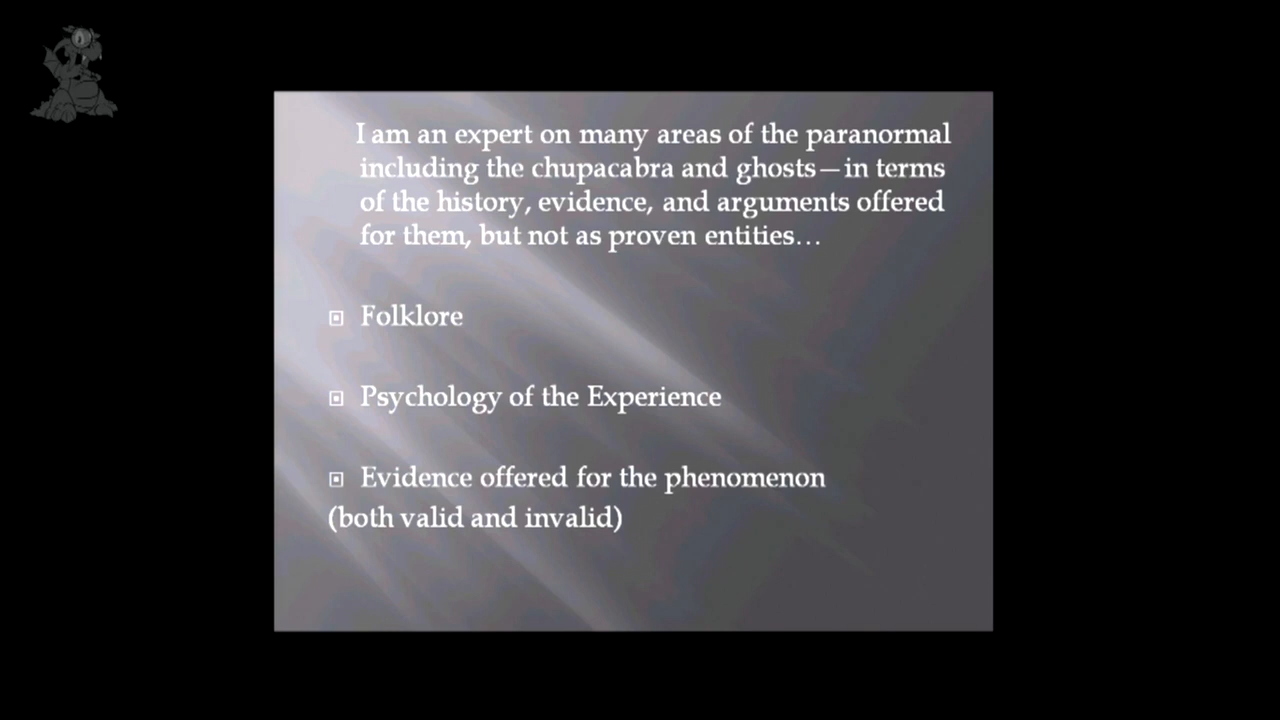 I am an expert on many areas of the paranormal
including the chupacabra and ghosts—in terms
of the history, evidence, and arguments offered
for them, but not as proven entities…
Folklore
Psychology of the Experience
Evidence offered for the phenomenon
(both valid and invalid)